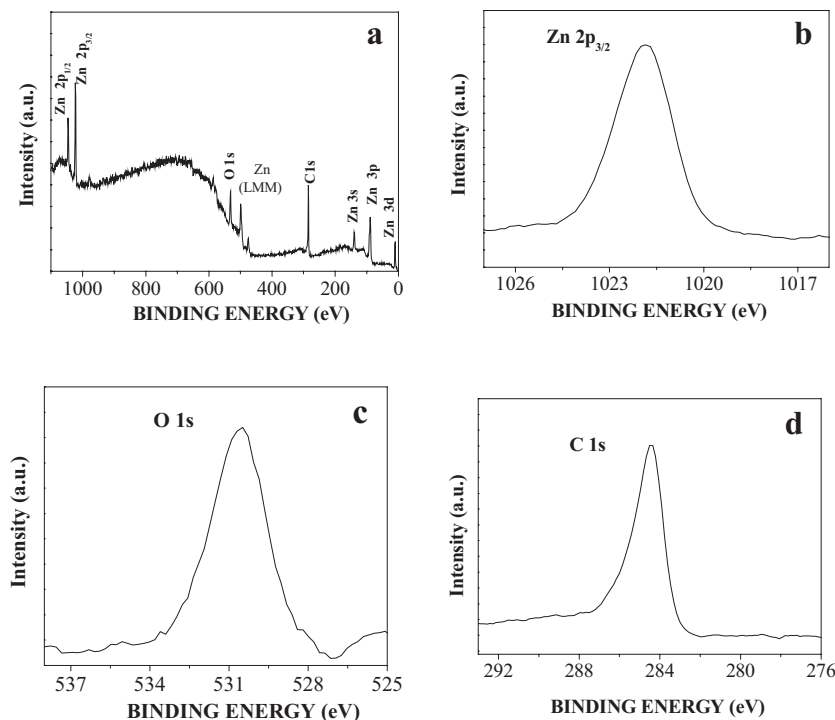 a
Zn 2p1/2
Zn 2p3/2
O 1s
Zn
(LMM)
C1s
Zn 3s
Zn 3p
Zn 3d
Intensity (a.u.)
1000 800 600 400 200 0
BINDING ENERGY (eV)
b
Zn 2p3/2
Intensity (a.u.)
1026 1023 1020 1017
BINDING ENERGY (eV)
c
O 1s
Intensity (a.u.)
537 534 531 528 525
BINDING ENERGY (eV)
d
C 1s
Intensity (a.u.)
292 288 284 280 276
BINDING ENERGY (eV)